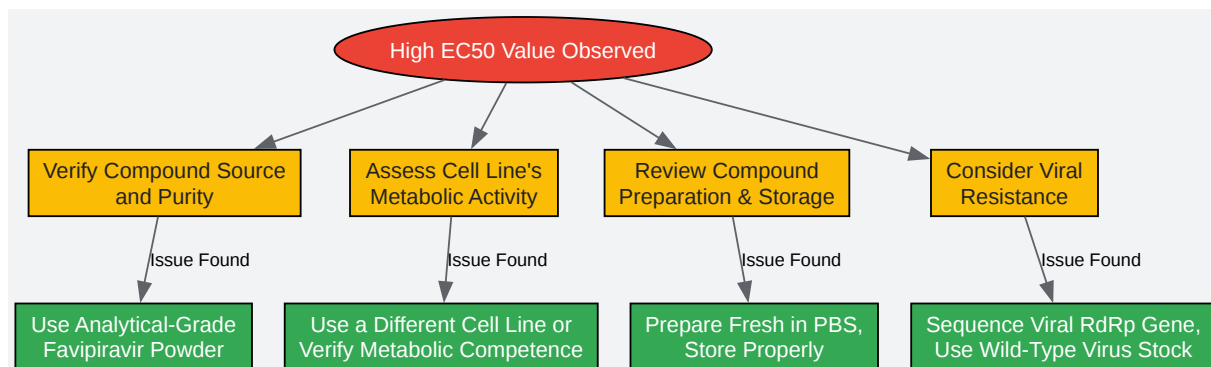 High EC50 Value Observed
Verify Compound Source
and Purity
Assess Cell Line's
Metabolic Activity
Review Compound
Preparation & Storage
Consider Viral
Resistance
Issue Found
Issue Found
Issue Found
Issue Found
Use Analytical-Grade
Favipiravir Powder
Use a Different Cell Line or
Verify Metabolic Competence
Prepare Fresh in PBS,
Store Properly
Sequence Viral RdRp Gene,
Use Wild-Type Virus Stock